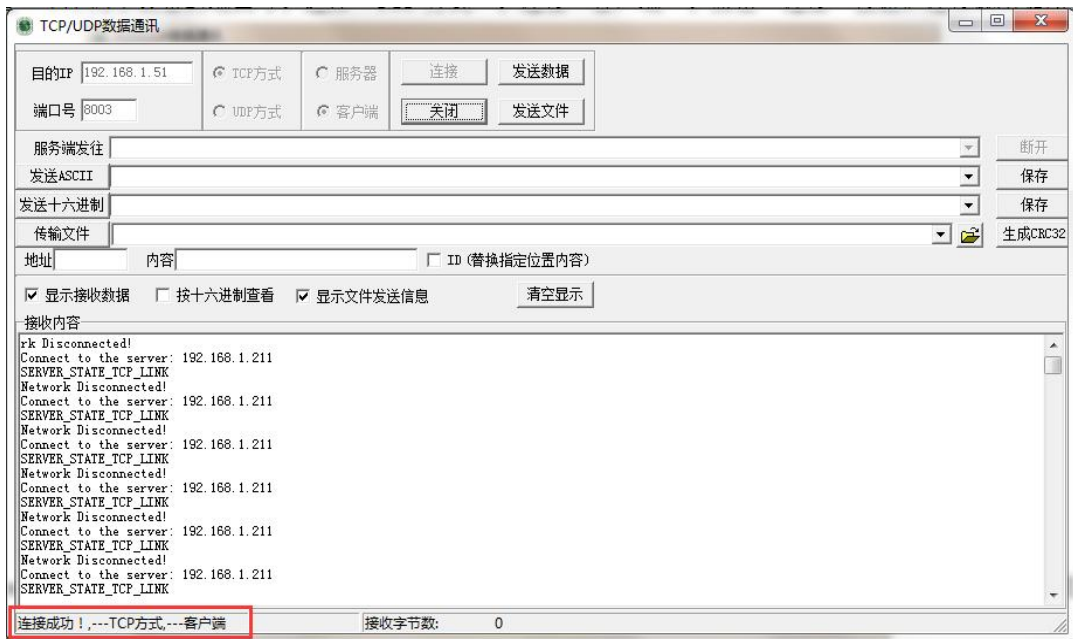 TCP/UDP数据通讯
目的IP 192.168.1.51 TCP方式 服务器 连接 发送数据
端口号 8003 UDP方式 客户端 关闭 发送文件
服务端发往 断开
发送ASCII 保存
发送十六进制 保存
传输文件 生成CRC32
地址 内容 ID(替换指定位置内容)
显示接收数据 按十六进制查看 显示文件发送信息 清空显示
接收内容
rk Disconnected!
Connect to the server: 192.168.1.211
SERVER_STATE_TCP_LINK
Network Disconnected!
Connect to the server: 192.168.1.211
SERVER_STATE_TCP_LINK
Network Disconnected!
Connect to the server: 192.168.1.211
SERVER_STATE_TCP_LINK
Network Disconnected!
Connect to the server: 192.168.1.211
SERVER_STATE_TCP_LINK
Network Disconnected!
Connect to the server: 192.168.1.211
SERVER_STATE_TCP_LINK
Network Disconnected!
Connect to the server: 192.168.1.211
SERVER_STATE_TCP_LINK
连接成功！,---TCP方式,---客户端 接收字节数: 0